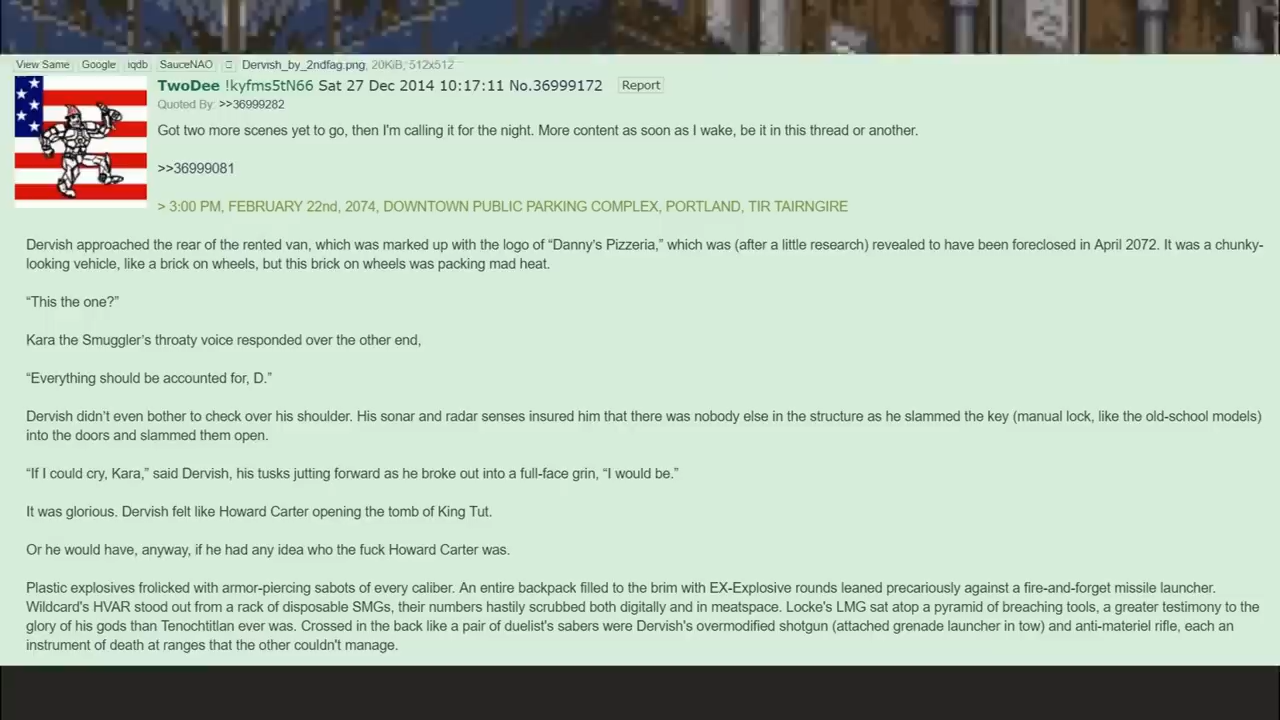 View Same Google iqdb SauceNAO Dervish_by_2ndfag.png, 20KiB, 512x512
TwoDee !kyfms5tN66 Sat 27 Dec 2014 10:17:11 No.36999172 Report
Quoted By: >>36999282
Got two more scenes yet to go, then I'm calling it for the night. More content as soon as I wake, be it in this thread or another.
>>36999081
> 3:00 PM, FEBRUARY 22nd, 2074, DOWNTOWN PUBLIC PARKING COMPLEX, PORTLAND, TIR TAIRNGIRE
Dervish approached the rear of the rented van, which was marked up with the logo of “Danny’s Pizzeria,” which was (after a little research) revealed to have been foreclosed in April 2072. It was a chunky-
looking vehicle, like a brick on wheels, but this brick on wheels was packing mad heat.
“This the one?”
Kara the Smuggler’s throaty voice responded over the other end,
“Everything should be accounted for, D.”
Dervish didn’t even bother to check over his shoulder. His sonar and radar senses insured him that there was nobody else in the structure as he slammed the key (manual lock, like the old-school models)
into the doors and slammed them open.
“If I could cry, Kara,” said Dervish, his tusks jutting forward as he broke out into a full-face grin, “I would be.”
It was glorious. Dervish felt like Howard Carter opening the tomb of King Tut.
Or he would have, anyway, if he had any idea who the fuck Howard Carter was.
Plastic explosives frolicked with armor-piercing sabots of every caliber. An entire backpack filled to the brim with EX-Explosive rounds leaned precariously against a fire-and-forget missile launcher.
Wildcard's HVAR stood out from a rack of disposable SMGs, their numbers hastily scrubbed both digitally and in meatspace. Locke's LMG sat atop a pyramid of breaching tools, a greater testimony to the
glory of his gods than Tenochtitlan ever was. Crossed in the back like a pair of duelist's sabers were Dervish's overmodified shotgun (attached grenade launcher in tow) and anti-materiel rifle, each an
instrument of death at ranges that the other couldn't manage.